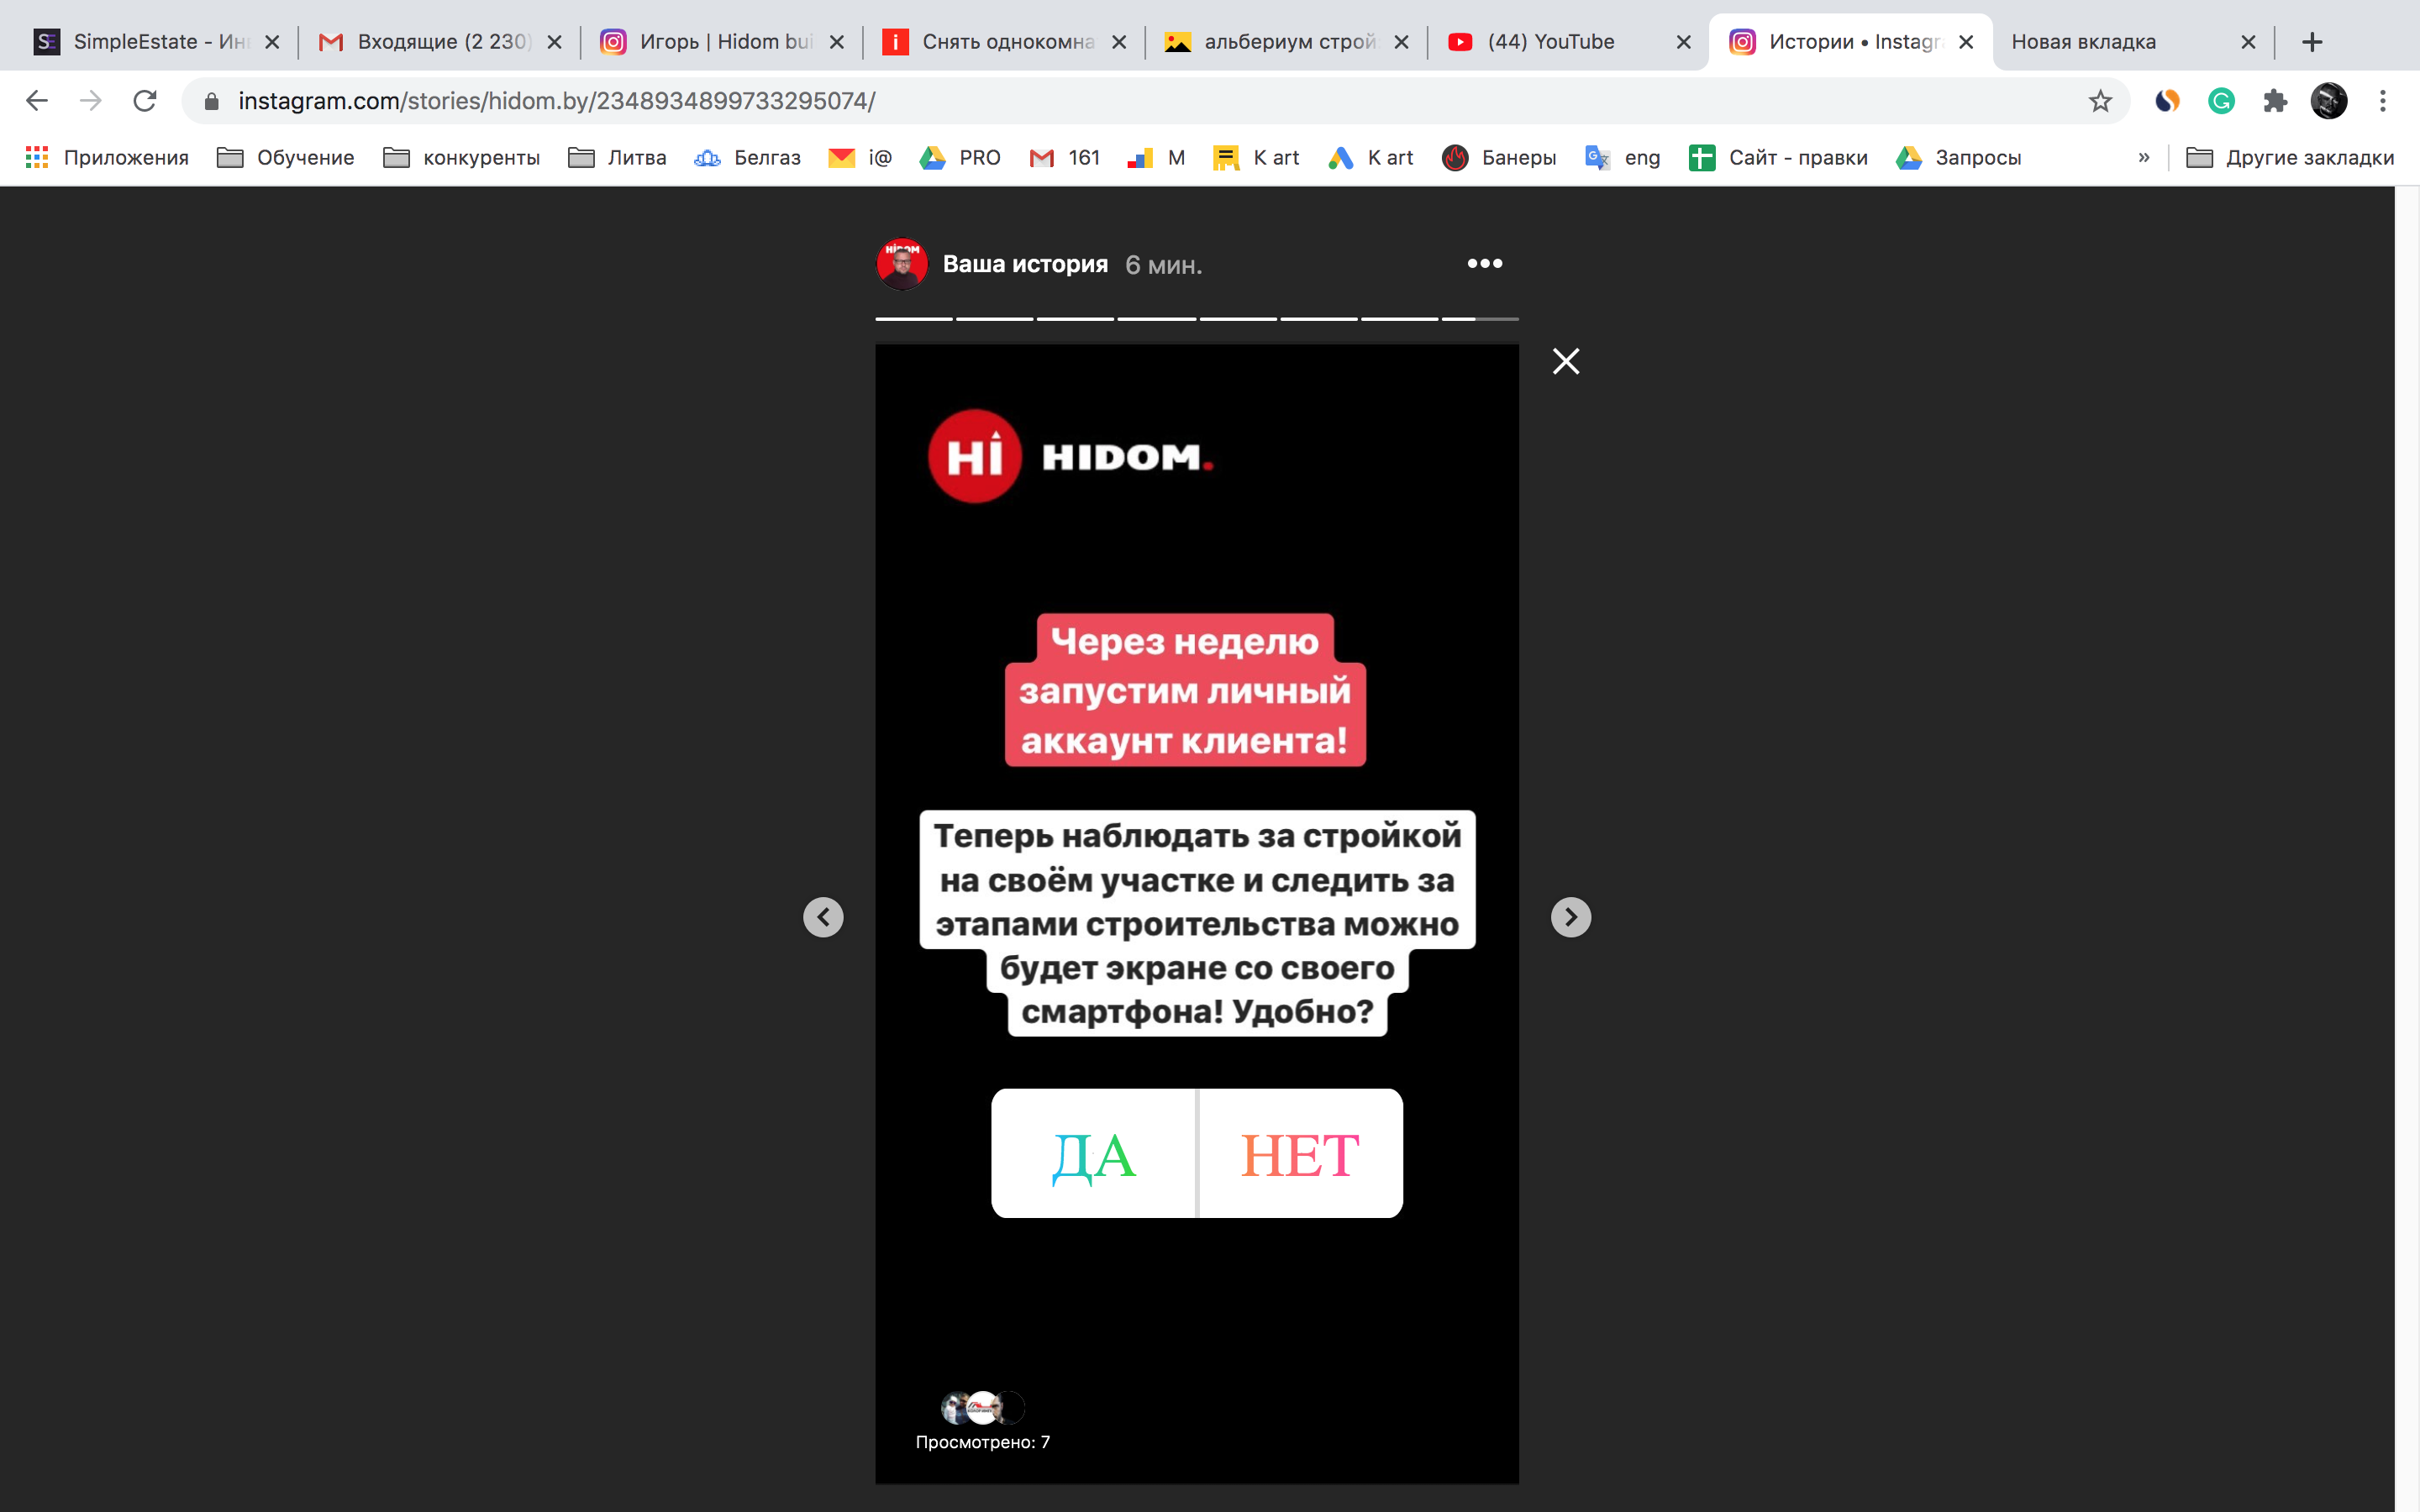 SimpleEstate - Ин
Входящие (2 230)
Игорь | Hidom bui
Снять однокомна
альбериум строй
(44) YouTube
Истории • Instagra
Новая вкладка
instagram.com/stories/hidom.by/2348934899733295074/
Приложения
Обучение
конкуренты
Литва
Белгаз
i@
PRO
161
М
K art
K art
Банеры
eng
Сайт - правки
Запросы
»
Другие закладки
HIDOM
Ваша история 6 мин.
Hi HIDOM.
Через неделю
запустим личный
аккаунт клиента!
Теперь наблюдать за стройкой
на своём участке и следить за
этапами строительства можно
будет экране со своего
смартфона! Удобно?
ДА НЕТ
Просмотрено: 7